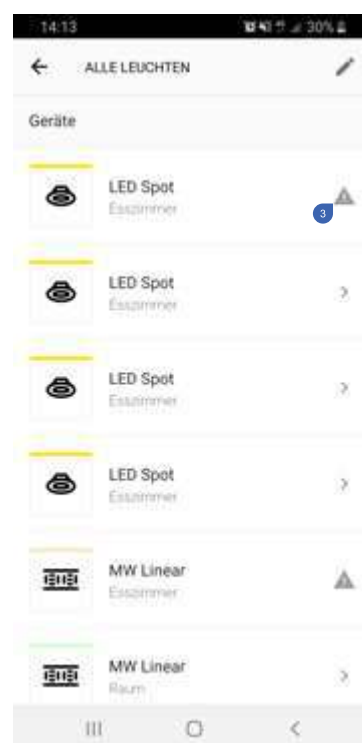 14:13 30%
ALLE LEUCHTEN
Geräte
LED Spot
Esszimmer
3
LED Spot
Esszimmer
LED Spot
Esszimmer
LED Spot
Esszimmer
MW Linear
Esszimmer
MW Linear
Raum